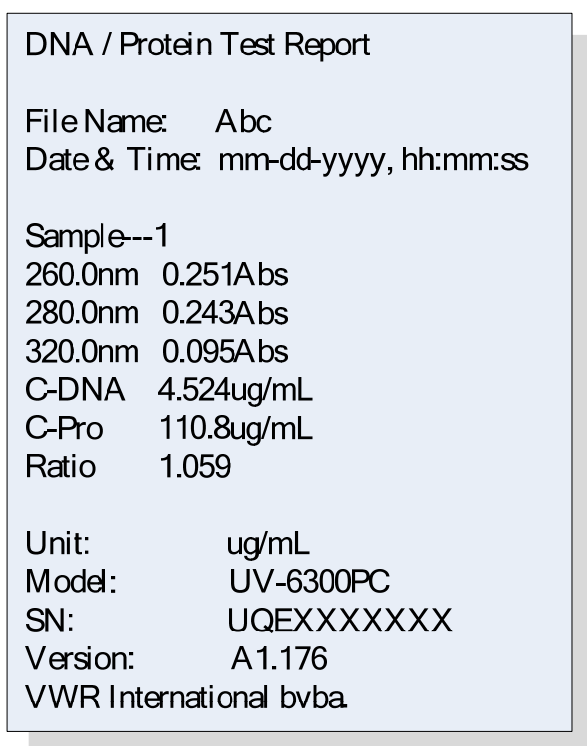 DNA / Protein Test Report
File Name: Abc
Date & Time: mm-dd-yyyy, hh:mm:ss
Sample---1
260.0nm 0.251Abs
280.0nm 0.243Abs
320.0nm 0.095Abs
C-DNA 4.524ug/mL
C-Pro 110.8ug/mL
Ratio 1.059
Unit: ug/mL
Model: UV-6300PC
SN: UQEXXXXXXX
Version: A1.176
VWR International bvba.